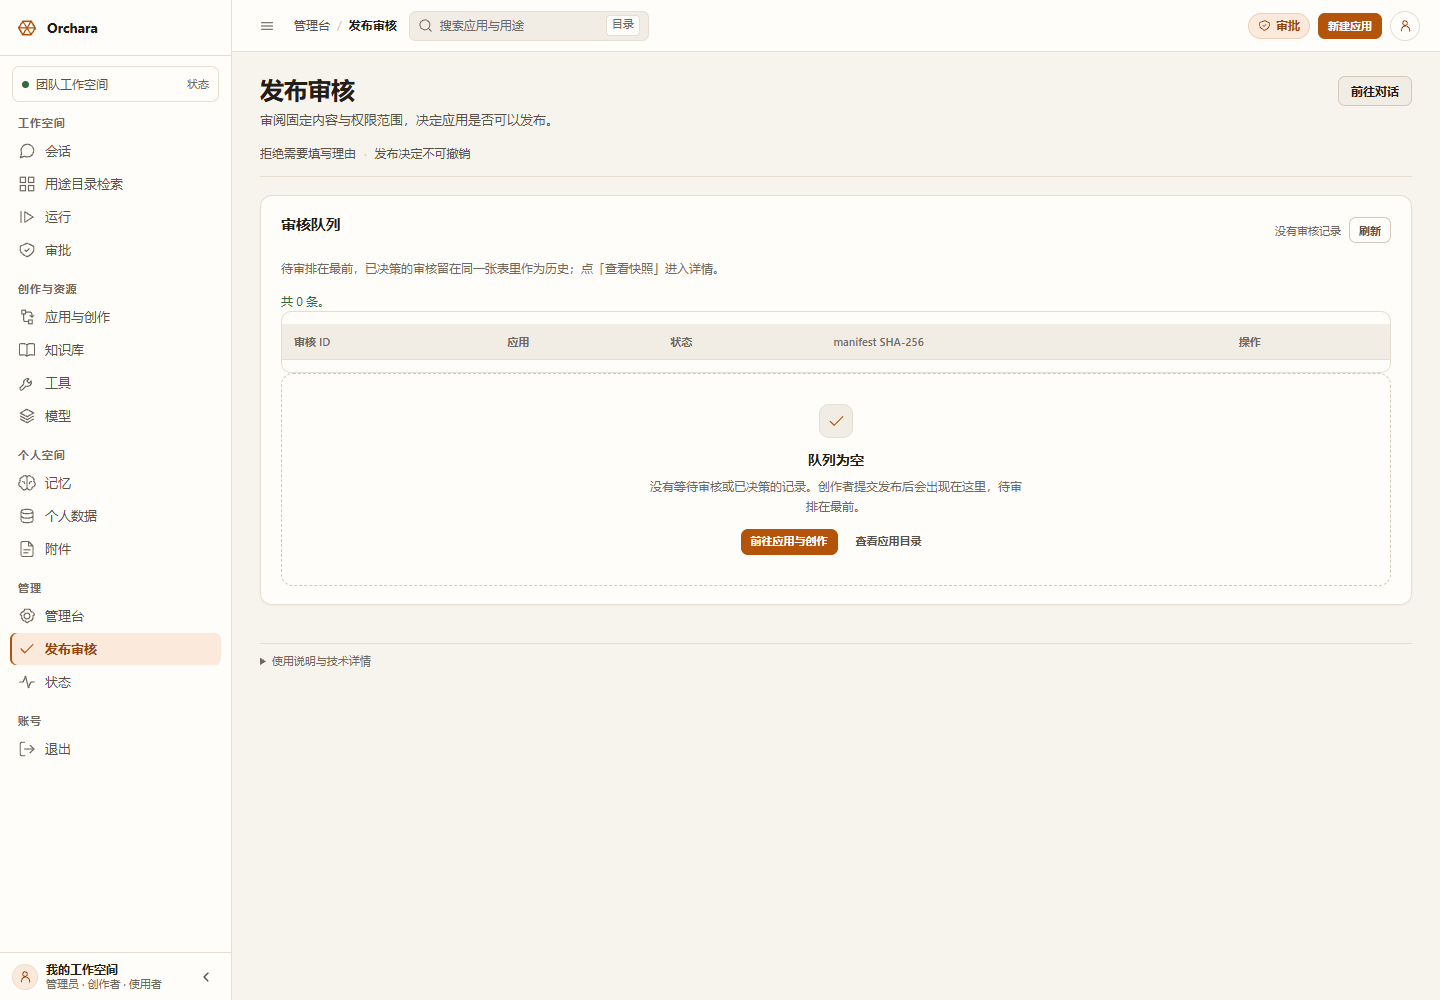 Orchara
管理台 / 发布审核
搜索应用与用途
目录
审批
新建应用
团队工作空间
状态
工作空间
会话
用途目录检索
运行
审批
创作与资源
应用与创作
知识库
工具
模型
个人空间
记忆
个人数据
附件
管理
管理台
发布审核
状态
账号
退出
我的工作空间
管理员 · 创作者 · 使用者
发布审核
前往对话
审阅固定内容与权限范围，决定应用是否可以发布。
拒绝需要填写理由 · 发布决定不可撤销
审核队列
没有审核记录
刷新
待审排在最前，已决策的审核留在同一张表里作为历史；点「查看快照」进入详情。
共 0 条。
审核 ID 应用 状态 manifest SHA-256 操作
队列为空
没有等待审核或已决策的记录。创作者提交发布后会出现在这里，待审
排在最前。
前往应用与创作
查看应用目录
使用说明与技术详情